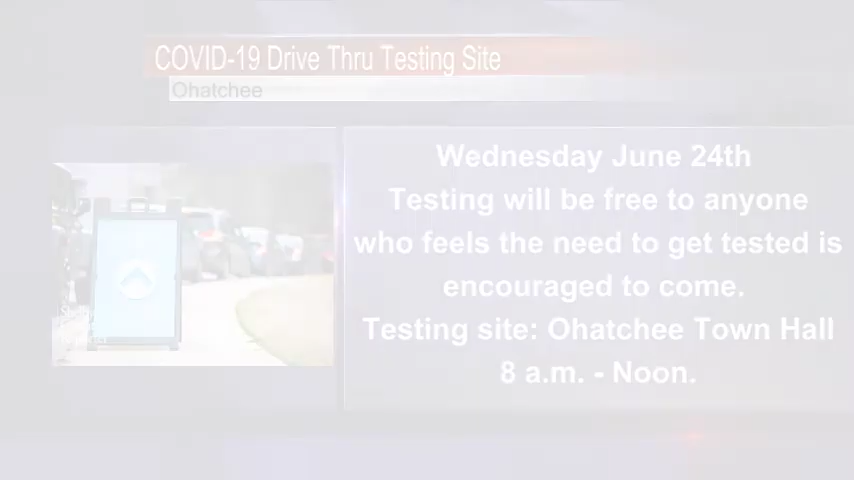 COVID-19 Drive Thru Testing Site
Ohatchee
Wednesday June 24th
Testing will be free to anyone
who feels the need to get tested is
encouraged to come.
Testing site: Ohatchee Town Hall
8 a.m. - Noon.